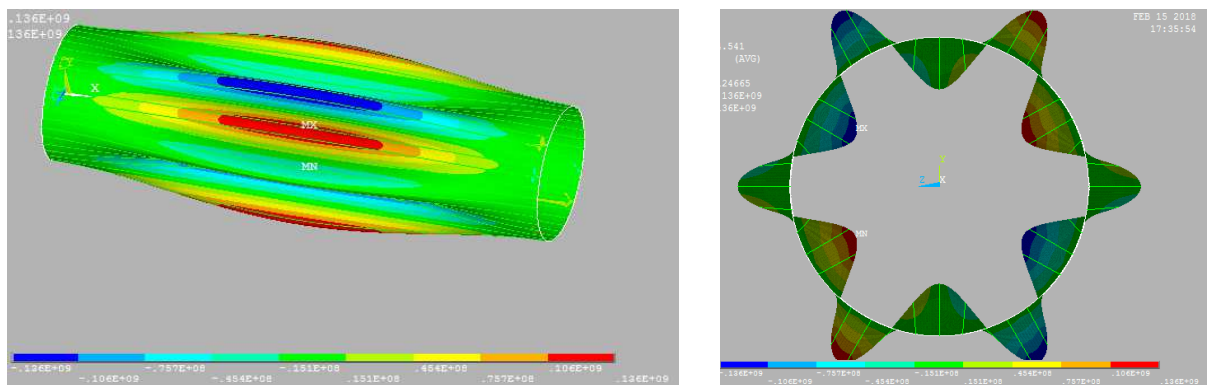 .136E+09
136E+09
ZY
X
MX
MN
-.136E+09 -.757E+08 -.151E+08 .454E+08 .106E+09
-.106E+09 -.454E+08 .151E+08 .757E+08 .136E+09
FEB 15 2018
17:35:54
.541
(AVG)
24665
.136E+09
36E+09
MX
Y
Z X
MN
-.136E+09 -.757E+08 -.151E+08 .454E+08 .106E+09
-.106E+09 -.454E+08 .151E+08 .757E+08 .136E+09